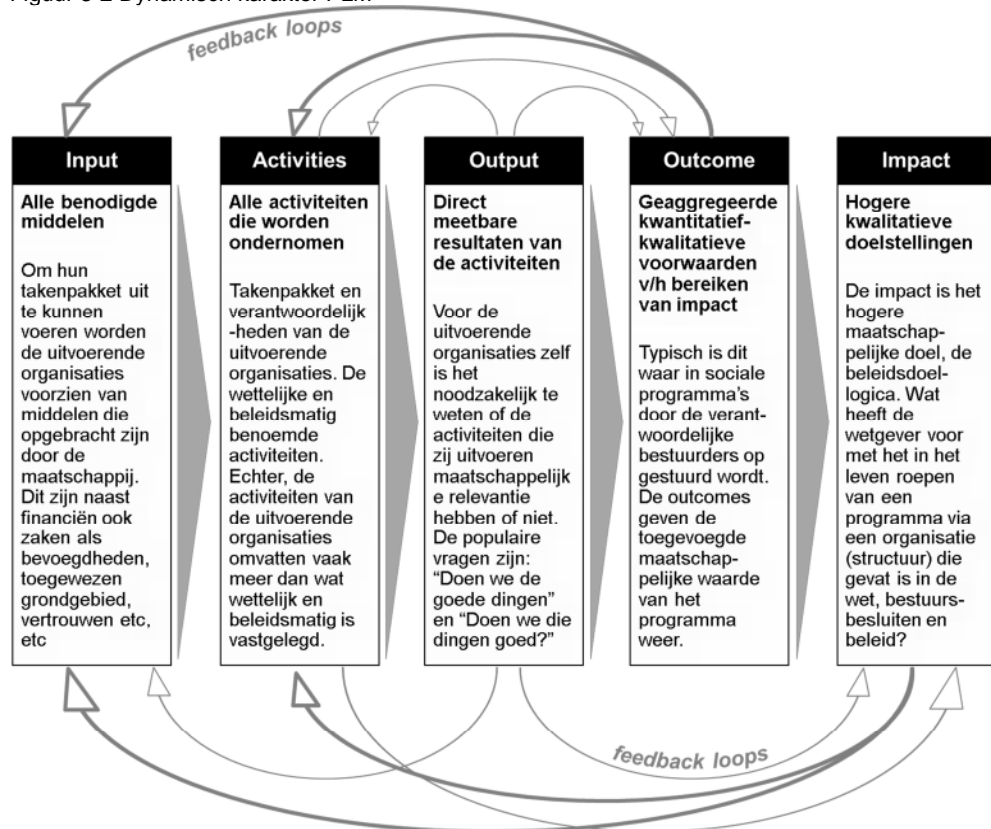 feedback loops
Input
Alle benodigde
middelen
Om hun
takenpakket uit
te kunnen
voeren worden
de uitvoerende
organisaties
voorzien van
middelen die
opgebracht zijn
door de
maatschappij.
Dit zijn naast
financiën ook
zaken als
bevoegdheden,
toegewezen
grondgebied,
vertrouwen etc,
etc
Activities
Alle activiteiten
die worden
ondernomen
Takenpakket en
verantwoordelijk
-heden van de
uitvoerende
organisaties. De
wettelijke en
beleidsmatig
benoemde
activiteiten.
Echter, de
activiteiten van
de uitvoerende
organisaties
omvatten vaak
meer dan wat
wettelijk en
beleidsmatig is
vastgelegd.
Output
Direct
meetbare
resultaten van
de activiteiten
Voor de
uitvoerende
organisaties zelf
is het
noodzakelijk te
weten of de
activiteiten die
zij uitvoeren
maatschappelijk
e relevantie
hebben of niet.
De populaire
vragen zijn:
“Doen we de
goede dingen”
en “Doen we die
dingen goed?”
Outcome
Geaggregeerde
kwantitatief-
kwalitatieve
voorwaarden
v/h bereiken
van impact
Typisch is dit
waar in sociale
programma’s
door de verant-
woordelijke
bestuurders op
gestuurd wordt.
De outcomes
geven de
toegevoegde
maatschap-
pelijke waarde
van het
programma
weer.
Impact
Hogere
kwalitatieve
doelstellingen
De impact is het
hogere
maatschap-
pelijke doel, de
beleidsdoel-
logica. Wat
heeft de
wetgever voor
met het in het
leven roepen
van een
programma via
een organisatie
(structuur) die
gevat is in de
wet, bestuurs-
besluiten en
beleid?
feedback loops